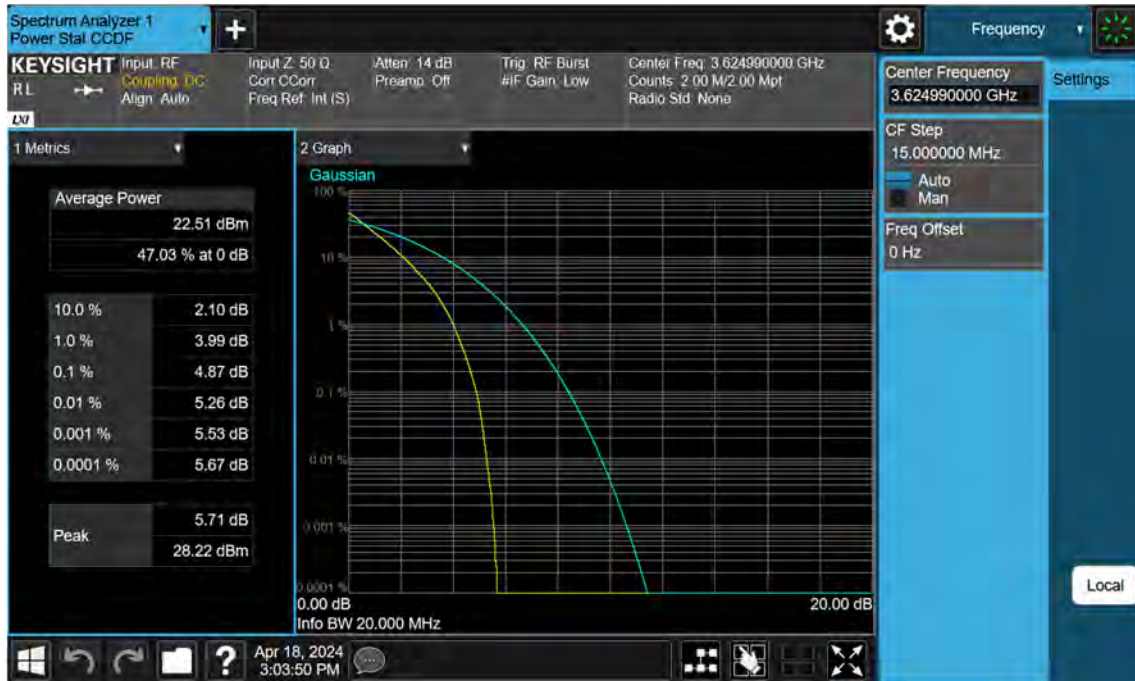 Spectrum Analyzer 1
Power Stal CCDF
Frequency
KEYSIGHT
RL
LXI
Input: RF
Coupling: DC
Align: Auto
Input Z: 50 Ω
Corr CCorr
Freq Ref: Int (S)
Atten: 14 dB
Preamp: Off
Trig: RF Burst
#IF Gain: Low
Center Freq: 3.624990000 GHz
Counts: 2.00 M/2.00 Mpt
Radio Std: None
Center Frequency
3.624990000 GHz
Settings
CF Step
15.000000 MHz
Auto
Man
Freq Offset
0 Hz
1 Metrics
Average Power
22.51 dBm
47.03 % at 0 dB
10.0 % 2.10 dB
1.0 % 3.99 dB
0.1 % 4.87 dB
0.01 % 5.26 dB
0.001 % 5.53 dB
0.0001 % 5.67 dB
Peak
5.71 dB
28.22 dBm
2 Graph
Gaussian
100 %
10 %
1 %
0.1 %
0.01 %
0.001 %
0.0001 %
0.00 dB 20.00 dB
Info BW 20.000 MHz
Local
?
Apr 18, 2024
3:03:50 PM